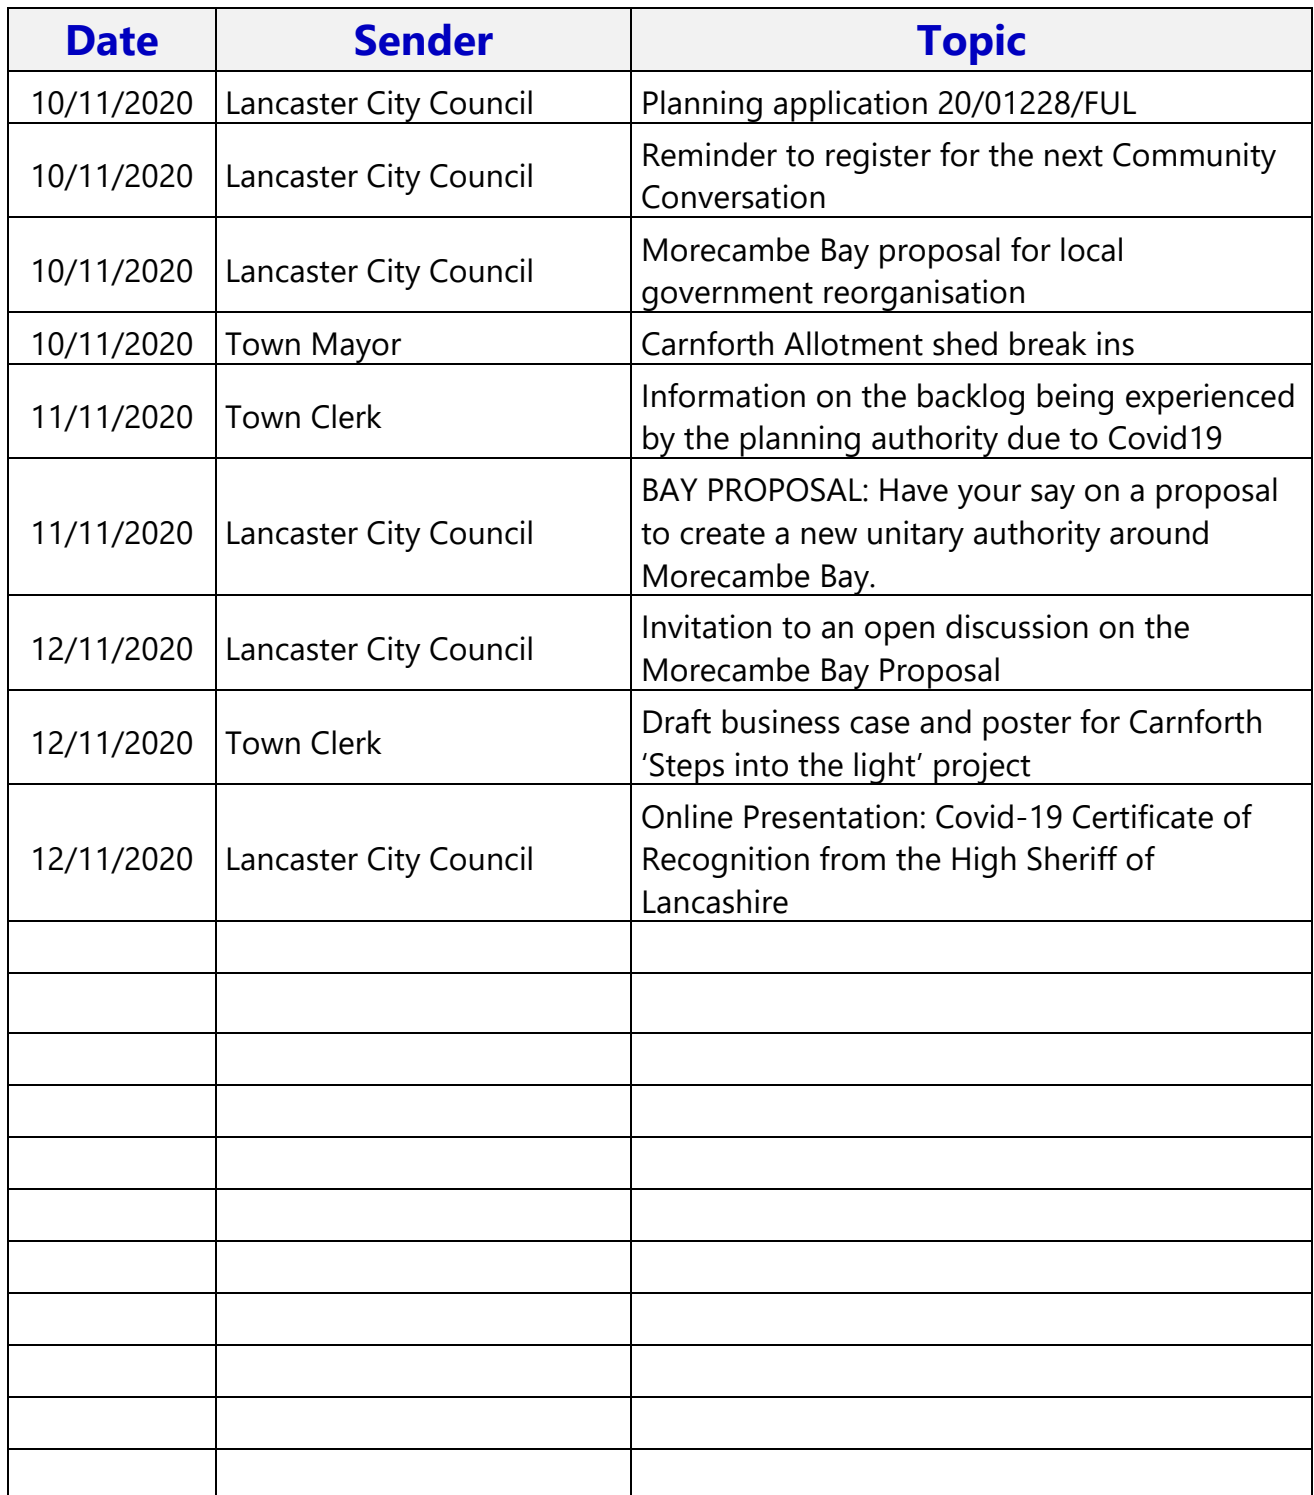 Date Sender Topic
10/11/2020 Lancaster City Council Planning application 20/01228/FUL
10/11/2020 Lancaster City Council Reminder to register for the next Community
Conversation
10/11/2020 Lancaster City Council Morecambe Bay proposal for local
government reorganisation
10/11/2020 Town Mayor Carnforth Allotment shed break ins
11/11/2020 Town Clerk Information on the backlog being experienced
by the planning authority due to Covid19
11/11/2020 Lancaster City Council BAY PROPOSAL: Have your say on a proposal
to create a new unitary authority around
Morecambe Bay.
12/11/2020 Lancaster City Council Invitation to an open discussion on the
Morecambe Bay Proposal
12/11/2020 Town Clerk Draft business case and poster for Carnforth
‘Steps into the light’ project
12/11/2020 Lancaster City Council Online Presentation: Covid-19 Certificate of
Recognition from the High Sheriff of
Lancashire